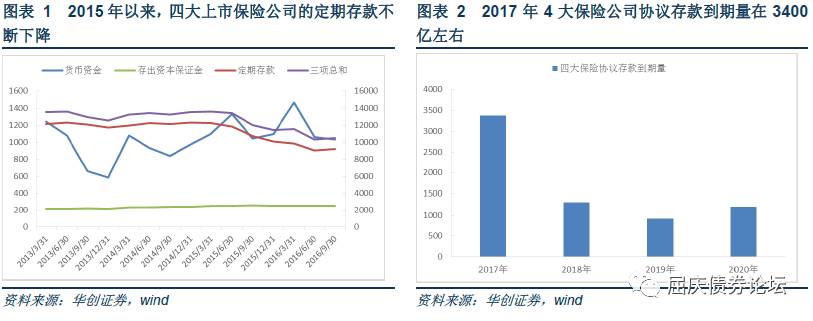 图表 1 2015 年以来，四大上市保险公司的定期存款不
断下降
货币资金
存出资本保证金
定期存款
三项总和
1600
1400
1200
1000
800
600
400
200
0
16000
14000
12000
10000
8000
6000
4000
2000
0
2013/3/31
2013/6/30
2013/9/30
2013/12/31
2014/3/31
2014/6/30
2014/9/30
2014/12/31
2015/3/31
2015/6/30
2015/9/30
2015/12/31
2016/3/31
2016/6/30
2016/9/30
资料来源：华创证券，wind
图表 2 2017 年 4 大保险公司协议存款到期量在 3400
亿左右
四大保险协议存款到期量
4000
3500
3000
2500
2000
1500
1000
500
0
2017年
2018年
2019年
2020年
资料来源：华创证券，wind
屈庆债券论坛